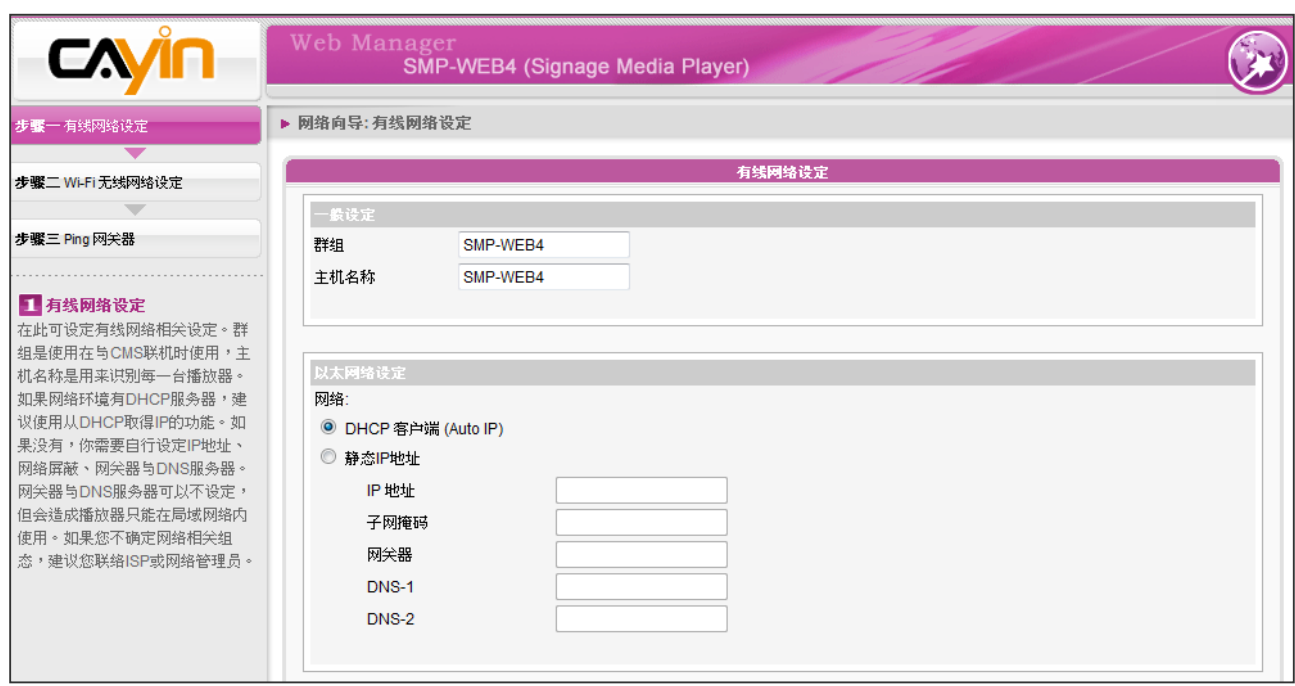 CAYIN
Web Manager
SMP-WEB4 (Signage Media Player)
步骤一 有线网络设定
步骤二 Wi-Fi 无线网络设定
步骤三 Ping 网关器
1 有线网络设定
在此可设定有线网络相关设定。群
组是使用在与CMS联机时使用，主
机名称是用来识别每一台播放器。
如果网络环境有DHCP服务器，建
议使用从DHCP取得IP的功能。如
果没有，你需要自行设定IP地址、
网络屏蔽、网关器与DNS服务器。
网关器与DNS服务器可以不设定，
但会造成播放器只能在局域网络内
使用。如果您不确定网络相关组
态，建议您联络ISP或网络管理员。
网络向导: 有线网络设定
有线网络设定
一般设定
群组 SMP-WEB4
主机名称 SMP-WEB4
以太网络设定
网络:
DHCP 客户端 (Auto IP)
静态IP地址
IP 地址
子网掩码
网关器
DNS-1
DNS-2